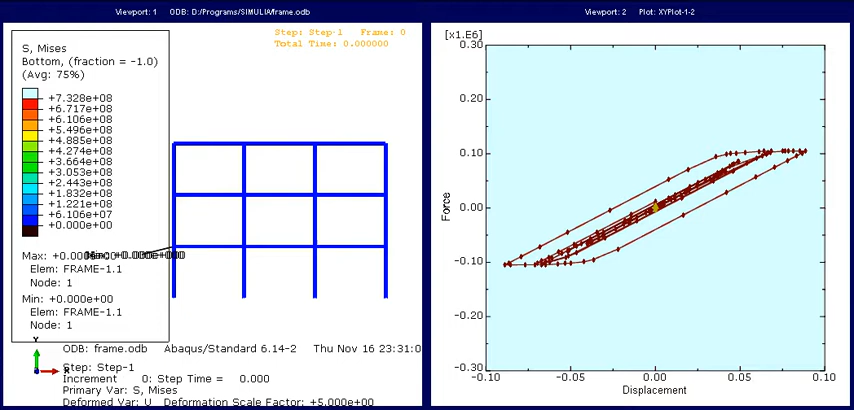 Viewport: 1 ODB: D:/Programs/SIMULIA/frame.odb
Step: Step-1 Frame: 0
Total Time: 0.000000
S, Mises
Bottom, (fraction = -1.0)
(Avg: 75%)
+7.328e+08
+6.717e+08
+6.106e+08
+5.496e+08
+4.885e+08
+4.274e+08
+3.664e+08
+3.053e+08
+2.443e+08
+1.832e+08
+1.221e+08
+6.106e+07
+0.000e+00
Max: +0.000e+00
Elem: FRAME-1.1
Node: 1
Min: +0.000e+00
Elem: FRAME-1.1
Node: 1
Y
X
ODB: frame.odb Abaqus/Standard 6.14-2 Thu Nov 16 23:31:0
Step: Step-1
Increment 0: Step Time = 0.000
Primary Var: S, Mises
Deformed Var: U Deformation Scale Factor: +5.000e+00
Viewport: 2 Plot: XYPlot-1-2
[x1.E6]
0.30
0.20
0.10
0.00
-0.10
-0.20
-0.30
Force
-0.10 -0.05 0.00 0.05 0.10
Displacement